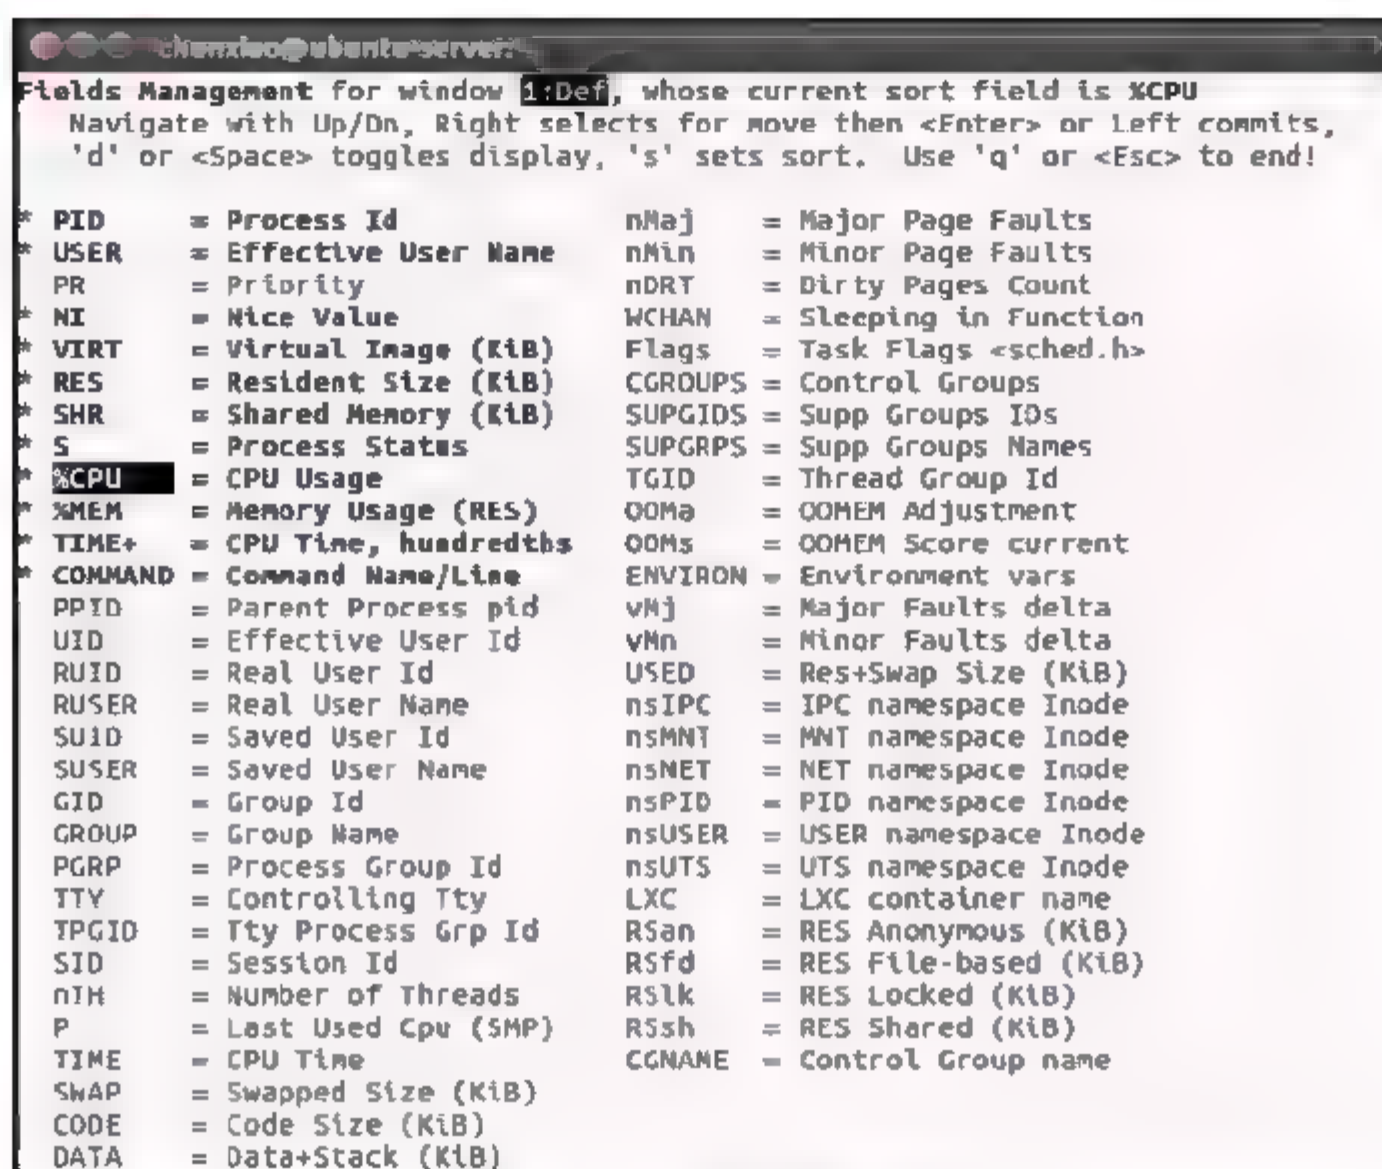 chenxiao@ubuntu-server: ~
Fields Management for window 1:Def, whose current sort field is %CPU
Navigate with Up/Dn, Right selects for move then <Enter> or Left commits,
'd' or <Space> toggles display, 's' sets sort. Use 'q' or <Esc> to end!
* PID = Process Id nMaj = Major Page Faults
* USER = Effective User Name nMin = Minor Page Faults
PR = Priority nDRT = Dirty Pages Count
* NI = Nice Value WCHAN = Sleeping in Function
* VIRT = Virtual Image (KiB) Flags = Task Flags <sched.h>
* RES = Resident Size (KiB) CGROUPS = Control Groups
* SHR = Shared Memory (KiB) SUPGIDS = Supp Groups IDs
* S = Process Status SUPGRPS = Supp Groups Names
* %CPU = CPU Usage TGID = Thread Group Id
* %MEM = Memory Usage (RES) OOMa = OOMEM Adjustment
* TIME+ = CPU Time, hundredths OOMs = OOMEM Score current
* COMMAND = Command Name/Line ENVIRON = Environment vars
PPID = Parent Process pid vMj = Major Faults delta
UID = Effective User Id vMn = Minor Faults delta
RUID = Real User Id USED = Res+Swap Size (KiB)
RUSER = Real User Name nsIPC = IPC namespace Inode
SUID = Saved User Id nsMNT = MNT namespace Inode
SUSER = Saved User Name nsNET = NET namespace Inode
GID = Group Id nsPID = PID namespace Inode
GROUP = Group Name nsUSER = USER namespace Inode
PGRP = Process Group Id nsUTS = UTS namespace Inode
TTY = Controlling Tty LXC = LXC container name
TPGID = Tty Process Grp Id RSan = RES Anonymous (KiB)
SID = Session Id RSfd = RES File-based (KiB)
nTH = Number of Threads RSlk = RES Locked (KiB)
P = Last Used Cpu (SMP) RSsh = RES Shared (KiB)
TIME = CPU Time CGNAME = Control Group name
SWAP = Swapped Size (KiB)
CODE = Code Size (KiB)
DATA = Data+Stack (KiB)